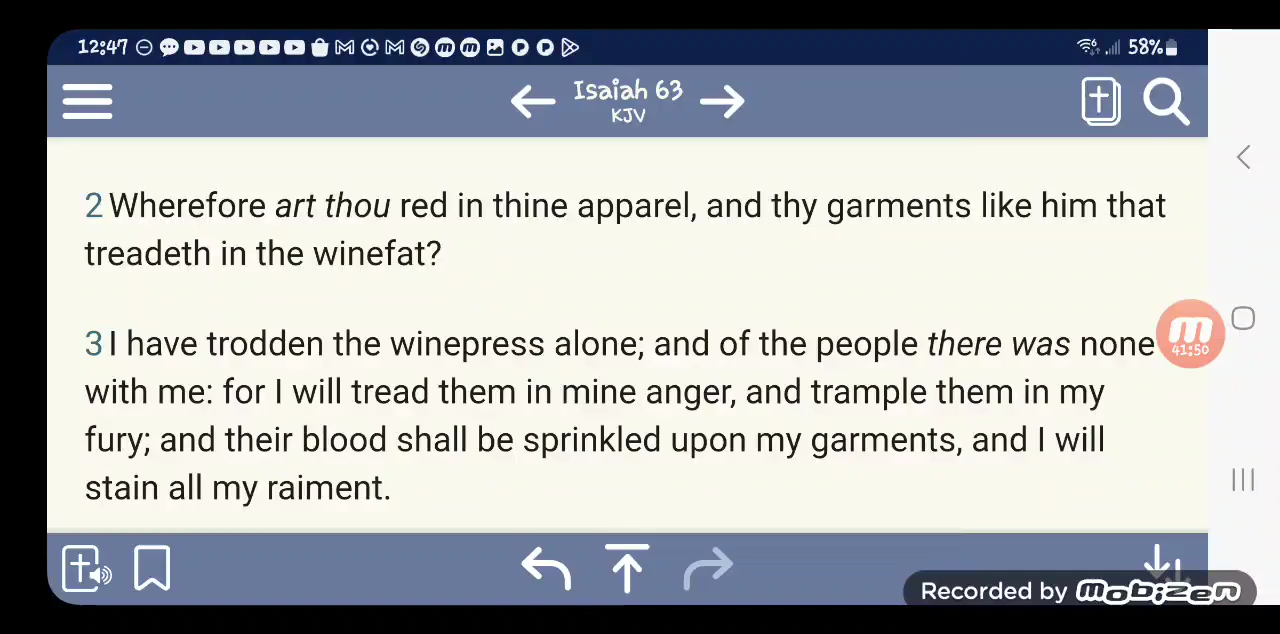 12:47 58%
Isaiah 63
KJV
2 Wherefore art thou red in thine apparel, and thy garments like him that
treadeth in the winefat?
3 I have trodden the winepress alone; and of the people there was none
with me: for I will tread them in mine anger, and trample them in my
fury; and their blood shall be sprinkled upon my garments, and I will
stain all my raiment.
41:50
Recorded by mobizen